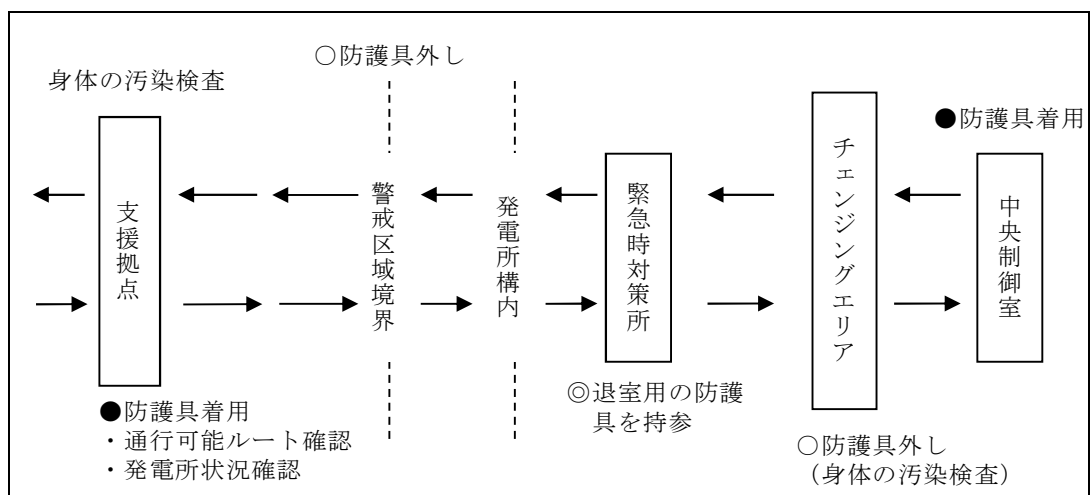 ○防護具外し
身体の汚染検査
●防護具着用
支援拠点
警戒区域境界
発電所構内
緊急時対策所
チェンジングエリア
中央制御室
●防護具着用
・通行可能ルート確認
・発電所状況確認
◎退室用の防護
具を持参
○防護具外し
（身体の汚染検査）